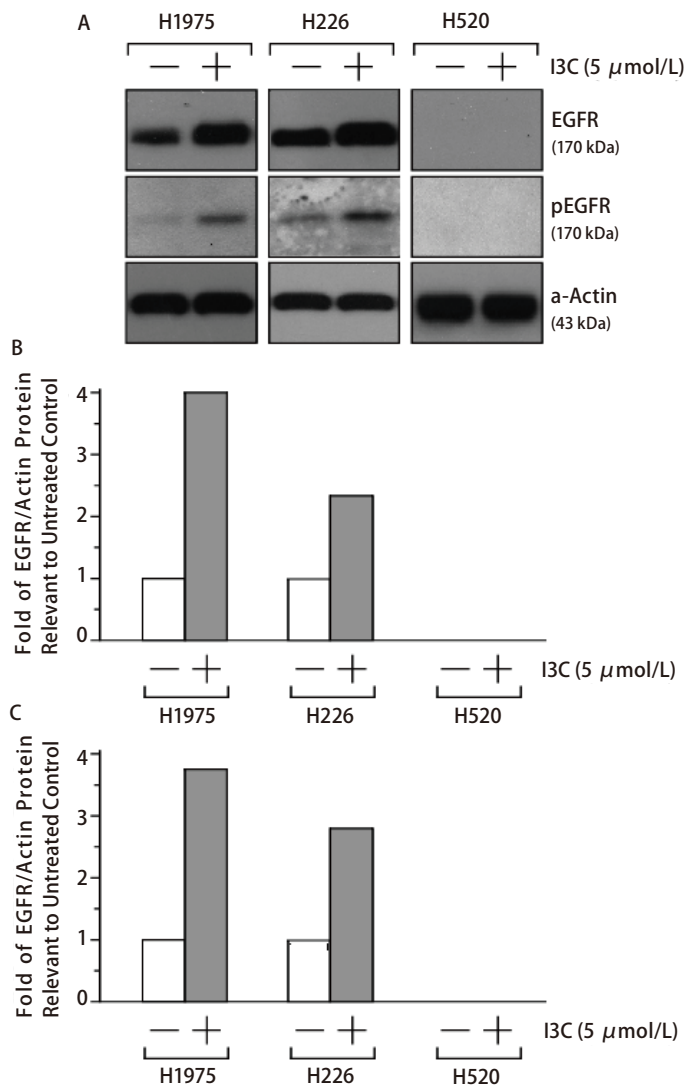 A
H1975 H226 H520
— + — + — + I3C (5 μmol/L)
EGFR
(170 kDa)
pEGFR
(170 kDa)
a-Actin
(43 kDa)
B
Fold of EGFR/Actin Protein
Relevant to Untreated Control
4
3
2
1
0
— + — + — + I3C (5 μmol/L)
H1975 H226 H520
C
Fold of EGFR/Actin Protein
Relevant to Untreated Control
4
3
2
1
0
— + — + — + I3C (5 μmol/L)
H1975 H226 H520